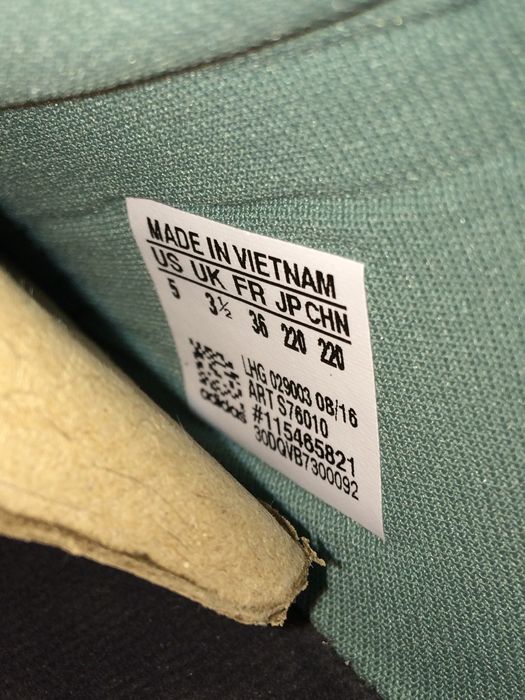 MADE IN VIETNAM
US UK FR JP CHN
5 3½ 36 220 220
LHG 029003 08/16
ART S76010
#115465821
30DQVB7300092
adidas